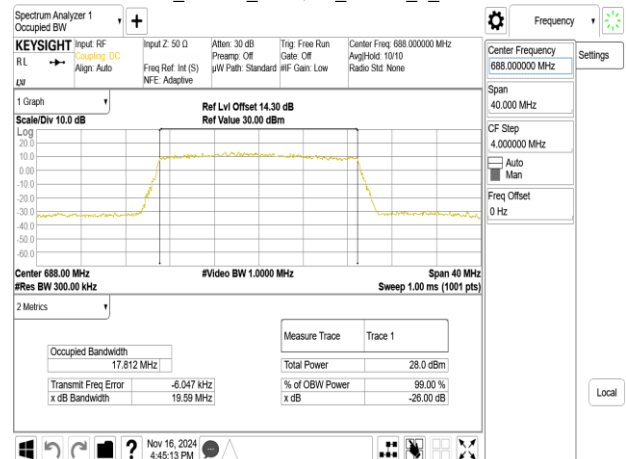 Spectrum Analyzer 1
Occupied BW
Frequency
KEYSIGHT
RL
LXI
Input: RF
Coupling: DC
Align: Auto
Input Z: 50 Ω
Freq Ref: Int (S)
NFE: Adaptive
Atten: 30 dB
Preamp: Off
µW Path: Standard
Trig: Free Run
Gate: Off
#IF Gain: Low
Center Freq: 688.000000 MHz
Avg|Hold: 10/10
Radio Std: None
Center Frequency
688.000000 MHz
Settings
Span
40.000 MHz
CF Step
4.000000 MHz
Auto
Man
Freq Offset
0 Hz
Local
1 Graph
Scale/Div 10.0 dB
Ref Lvl Offset 14.30 dB
Ref Value 30.00 dBm
Log
20.0
10.0
0.00
-10.0
-20.0
-30.0
-40.0
-50.0
-60.0
Center 688.00 MHz
#Video BW 1.0000 MHz
Span 40 MHz
#Res BW 300.00 kHz
Sweep 1.00 ms (1001 pts)
2 Metrics
Measure Trace
Trace 1
Occupied Bandwidth
17.812 MHz
Total Power
28.0 dBm
Transmit Freq Error
-6.047 kHz
% of OBW Power
99.00 %
x dB Bandwidth
19.59 MHz
x dB
-26.00 dB
?
Nov 16, 2024
4:45:13 PM